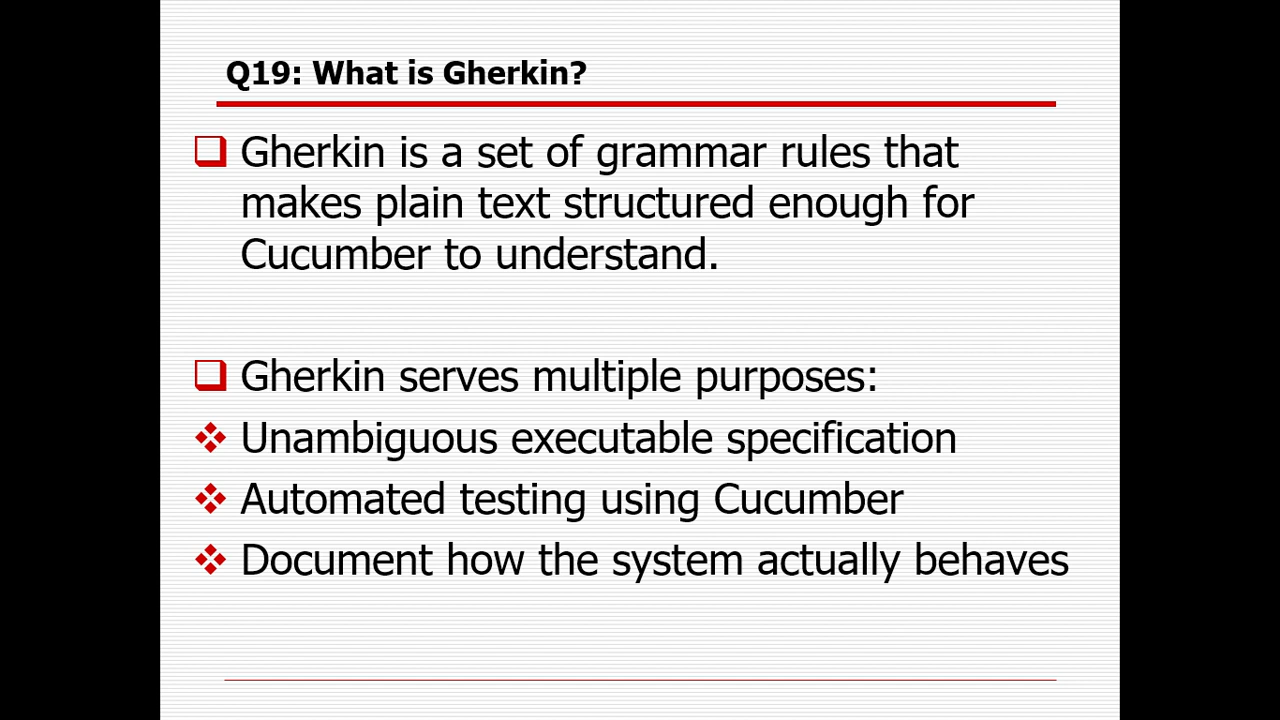 Q19: What is Gherkin?
Gherkin is a set of grammar rules that
makes plain text structured enough for
Cucumber to understand.
Gherkin serves multiple purposes:
Unambiguous executable specification
Automated testing using Cucumber
Document how the system actually behaves